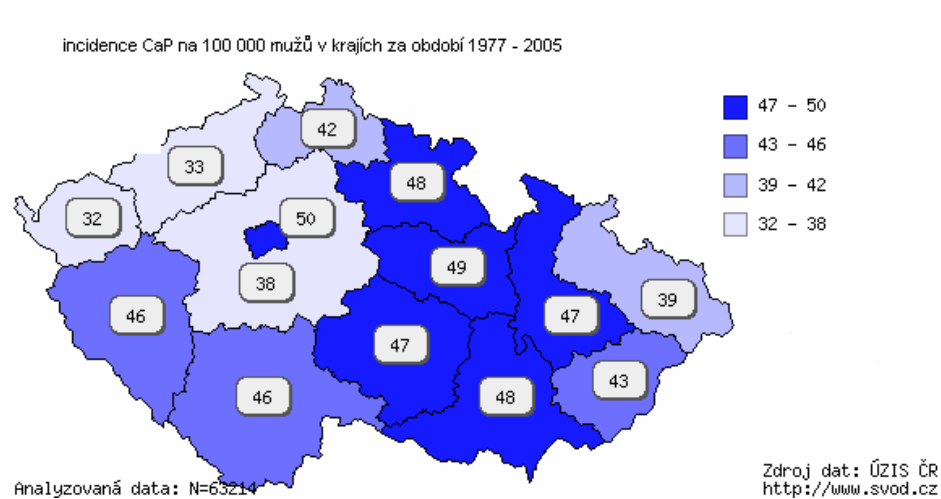 incidence CaP na 100 000 mužů v krajích za období 1977 - 2005
47 - 50
43 - 46
39 - 42
32 - 38
42
33
48
32
50
49
38
39
46
47
47
43
46
48
Analyzovaná data: N=63214
Zdroj dat: ÚZIS ČR
http://www.svod.cz